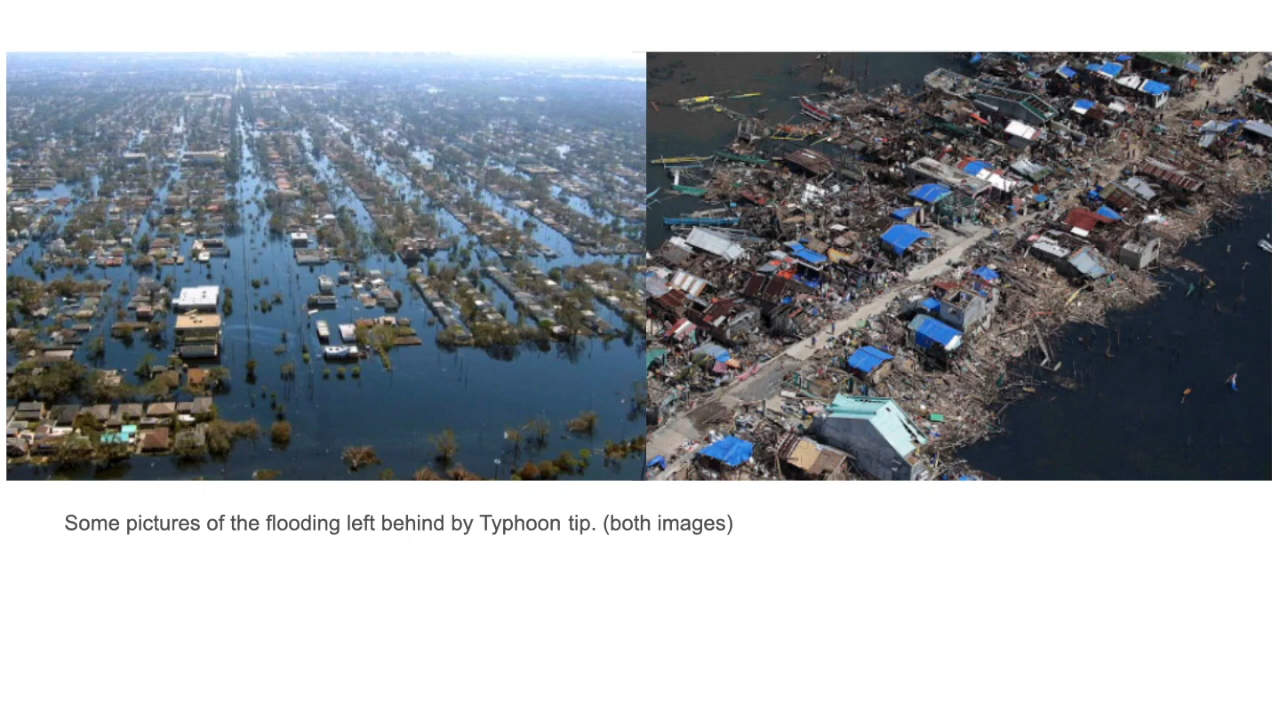 Some pictures of the flooding left behind by Typhoon tip. (both images)